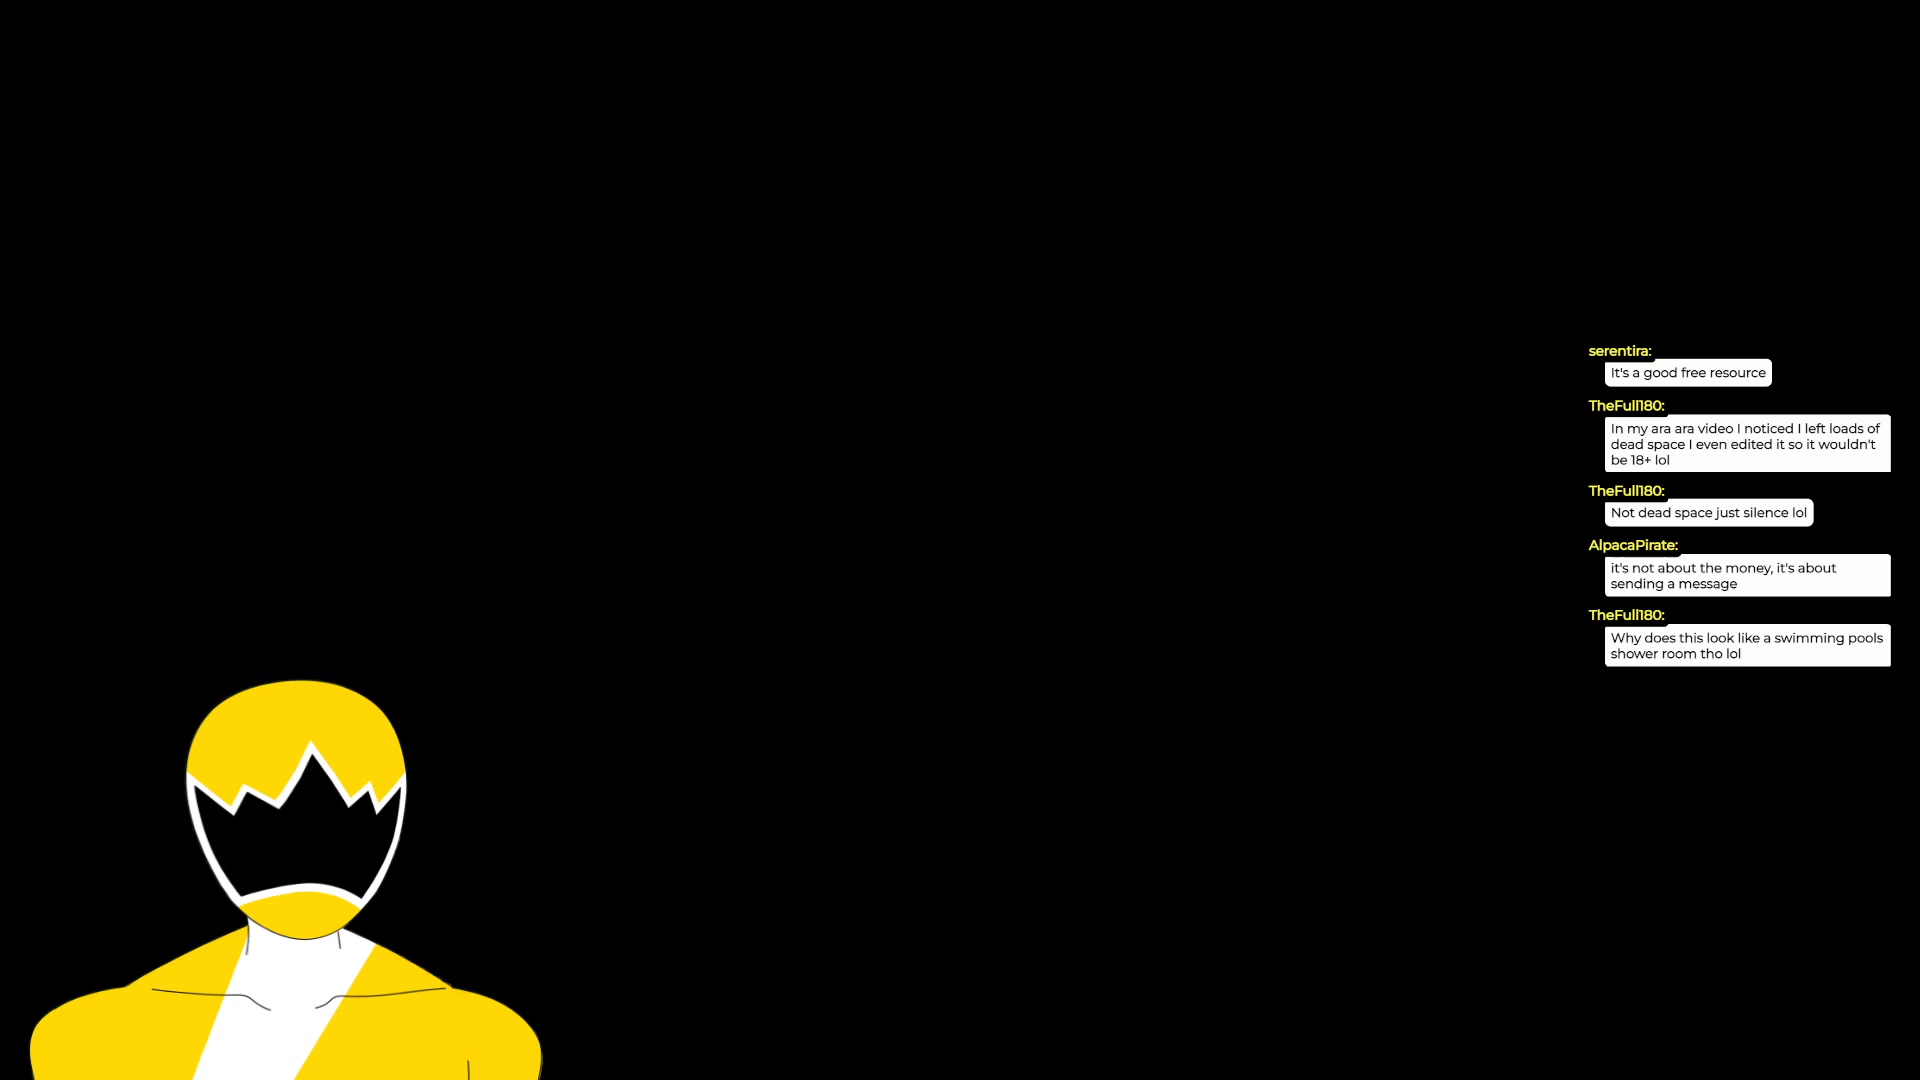 serentira:
It's a good free resource
TheFull180:
In my ara ara video I noticed I left loads of
dead space I even edited it so it wouldn't
be 18+ lol
TheFull180:
Not dead space just silence lol
AlpacaPirate:
it's not about the money, it's about
sending a message
TheFull180:
Why does this look like a swimming pools
shower room tho lol